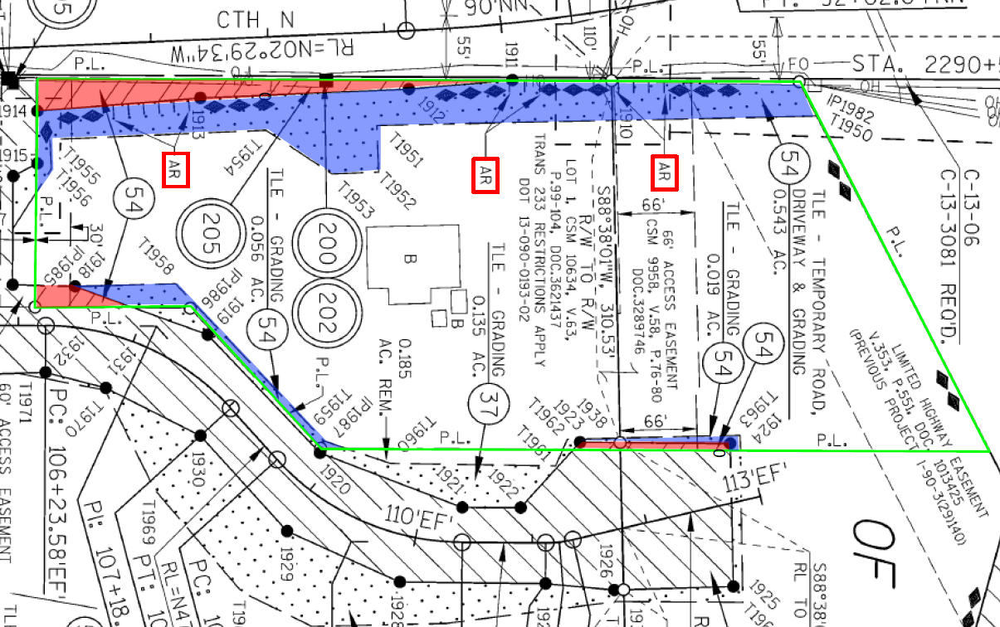 CTH N
RL=N02°29'34"W
06.'NN
55'
1911
110'
HO
55'
STA. 2290+5
FO
P.L.
P.L.
OH
OH
IP1982
T1950
1914
1915
1913
1912
1910
T1955
T1956
T1954
T1951
T1952
T1953
AR
AR
AR
54
54
205
200
202
54
37
54
54
TLE - GRADING
0.056 AC.
TRANS 233 RESTRICTIONS APPLY
DOT 13-090-0193-02
LOT 1, CSM 10634, V.63,
P.99-104, DOC.3621437
S88°38'01"W, 310.53'
R/W TO R/W
66'
66' ACCESS EASEMENT
CSM 9958, V.58, P.76-80
DOC.3289746
66'
TLE - GRADING
0.019 AC.
TLE - TEMPORARY ROAD,
DRIVEWAY & GRADING
0.543 AC.
C-13-06
C-13-3081 REQ'D.
P.L.
P.L.
30'
1918
IP1985
T1958
IP1986
1919
B
B
TLE - GRADING
0.135 AC.
0.185
AC. REM.
P.L.
P.L.
T1959
IP1987
T1960
P.L.
T1961
T1962
1923
1938
T1963
1924
P.L.
LIMITED HIGHWAY EASEMENT
V.353, P.551, DOC. 1013425
(PREVIOUS PROJECT I-90-3(29)140)
1932
1931
T1970
T1971
60' ACCESS EASEMENT
PC: 106+23.58'EF'
1930
1920
1921
1922
110'EF'
113'EF'
PI: 107+18.
T1969
PT: 10
RL=N47
PC: 10
1929
1928
1926
1925
OF
S88°38'
RL TO